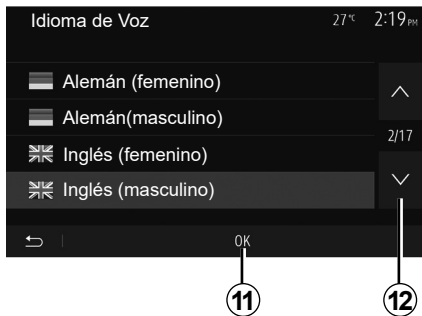 Idioma de Voz 27°C 2:19PM
Alemán (femenino)
Alemán(masculino)
2/17
Inglés (femenino)
Inglés (masculino)
OK
11 12